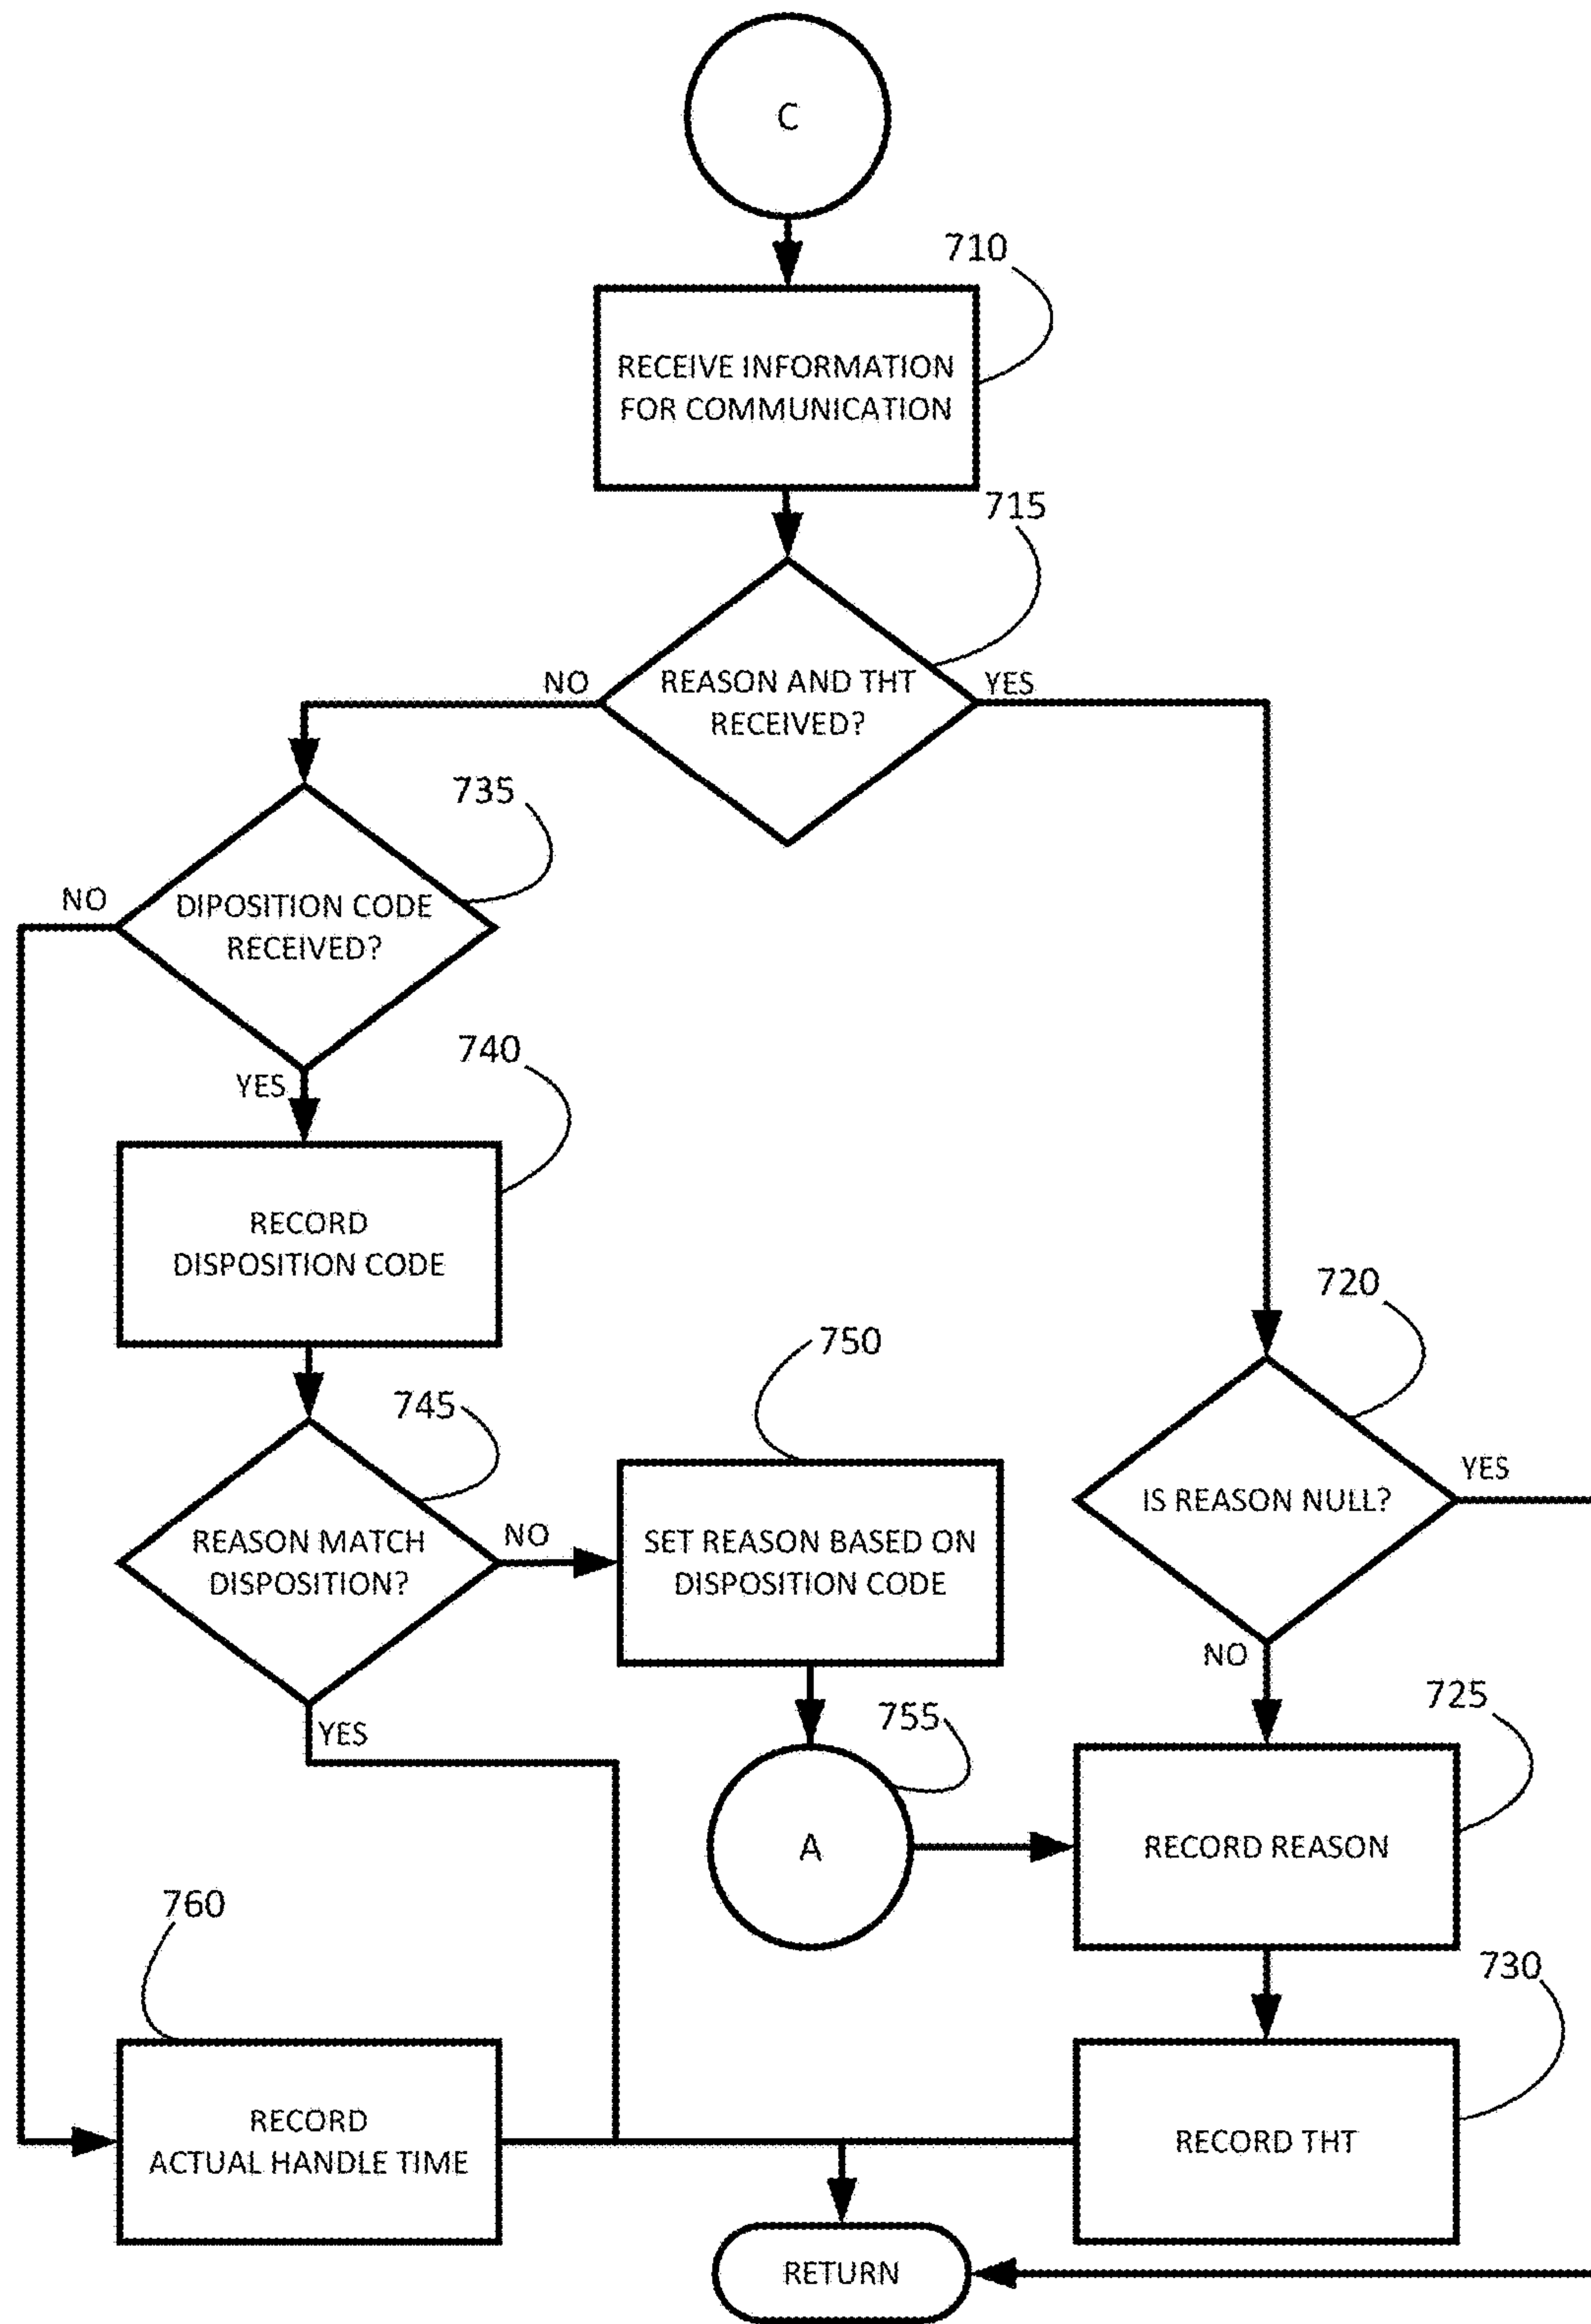 C
710
RECEIVE INFORMATION
FOR COMMUNICATION
715
NO
REASON AND THT
RECEIVED?
YES
735
NO
DIPOSITION CODE
RECEIVED?
YES
740
RECORD
DISPOSITION CODE
720
750
745
REASON MATCH
DISPOSITION?
NO
SET REASON BASED ON
DISPOSITION CODE
IS REASON NULL?
YES
NO
YES
755
725
A
RECORD REASON
760
730
RECORD
ACTUAL HANDLE TIME
RECORD THT
RETURN